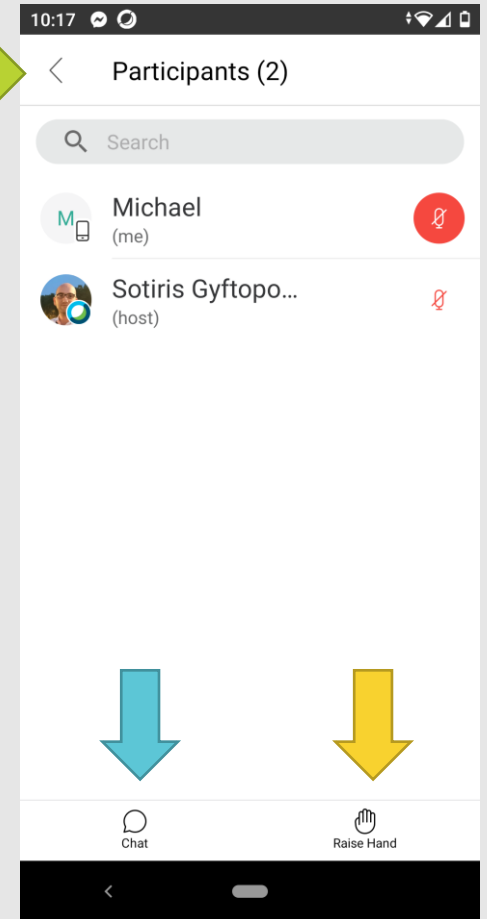 10:17
Participants (2)
Search
M
Michael
(me)
Sotiris Gyftopo...
(host)
Chat
Raise Hand